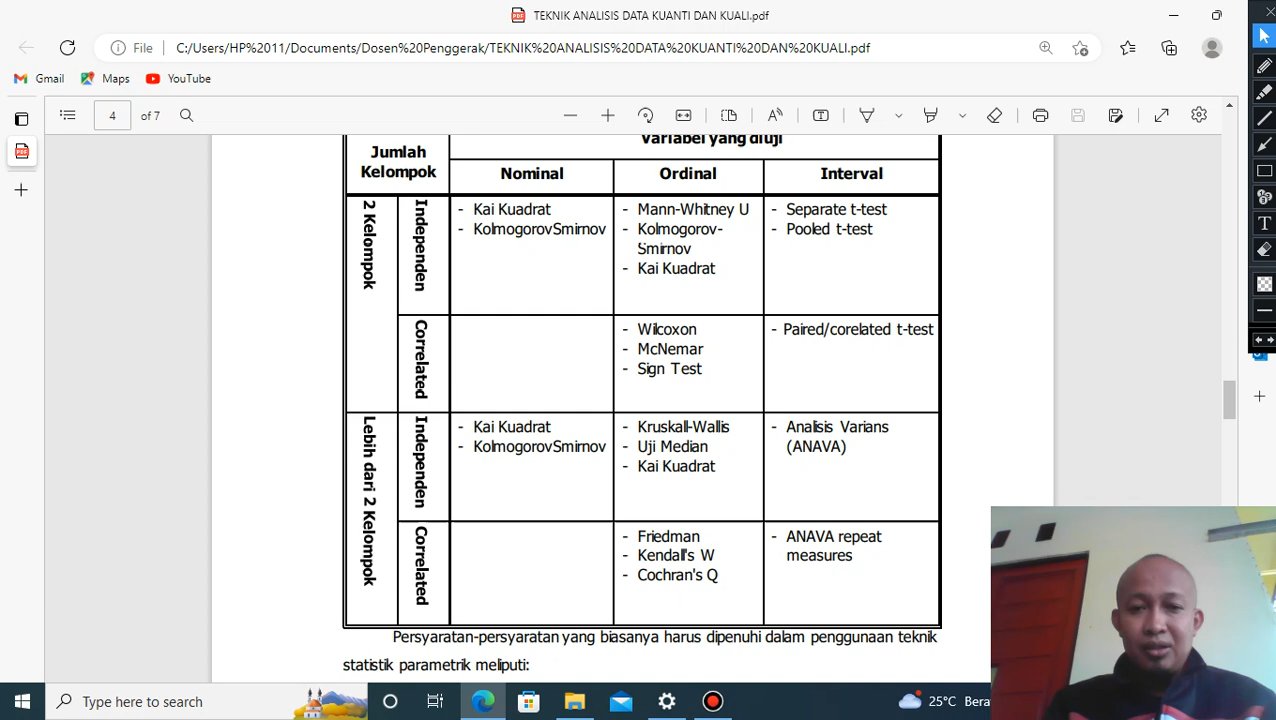 TEKNIK ANALISIS DATA KUANTI DAN KUALI.pdf
File
C:/Users/HP%2011/Documents/Dosen%20Penggerak/TEKNIK%20ANALISIS%20DATA%20KUANTI%20DAN%20KUALI.pdf
Gmail
Maps
YouTube
4
of 7
Variabel yang diuji
Jumlah
Kelompok
Nominal
Ordinal
Interval
2 Kelompok
Independen
- Kai Kuadrat
- KolmogorovSmirnov
- Mann-Whitney U
- Kolmogorov-
Smirnov
- Kai Kuadrat
- Separate t-test
- Pooled t-test
Correlated
- Wilcoxon
- McNemar
- Sign Test
- Paired/corelated t-test
Lebih dari 2 Kelompok
Independen
- Kai Kuadrat
- KolmogorovSmirnov
- Kruskall-Wallis
- Uji Median
- Kai Kuadrat
- Analisis Varians
(ANAVA)
Correlated
- Friedman
- Kendall's W
- Cochran's Q
- ANAVA repeat
measures
Persyaratan-persyaratan yang biasanya harus dipenuhi dalam penggunaan teknik
statistik parametrik meliputi:
Type here to search
25°C Bera